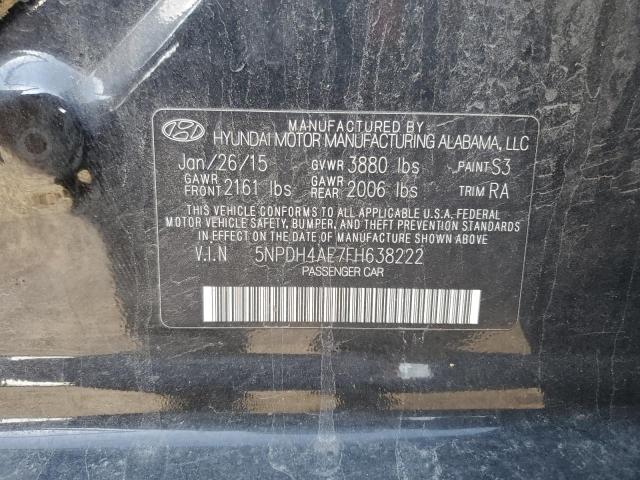 MANUFACTURED BY
HYUNDAI MOTOR MANUFACTURING ALABAMA, LLC
Jan/26/15 GVWR 3880 lbs PAINT S3
GAWR FRONT 2161 lbs GAWR REAR 2006 lbs TRIM RA
THIS VEHICLE CONFORMS TO ALL APPLICABLE U.S.A. FEDERAL
MOTOR VEHICLE SAFETY, BUMPER, AND THEFT PREVENTION
STANDARDS IN EFFECT ON THE DATE OF MANUFACTURE SHOWN ABOVE
V.I.N 5NPDH4AE7FH638222
PASSENGER CAR